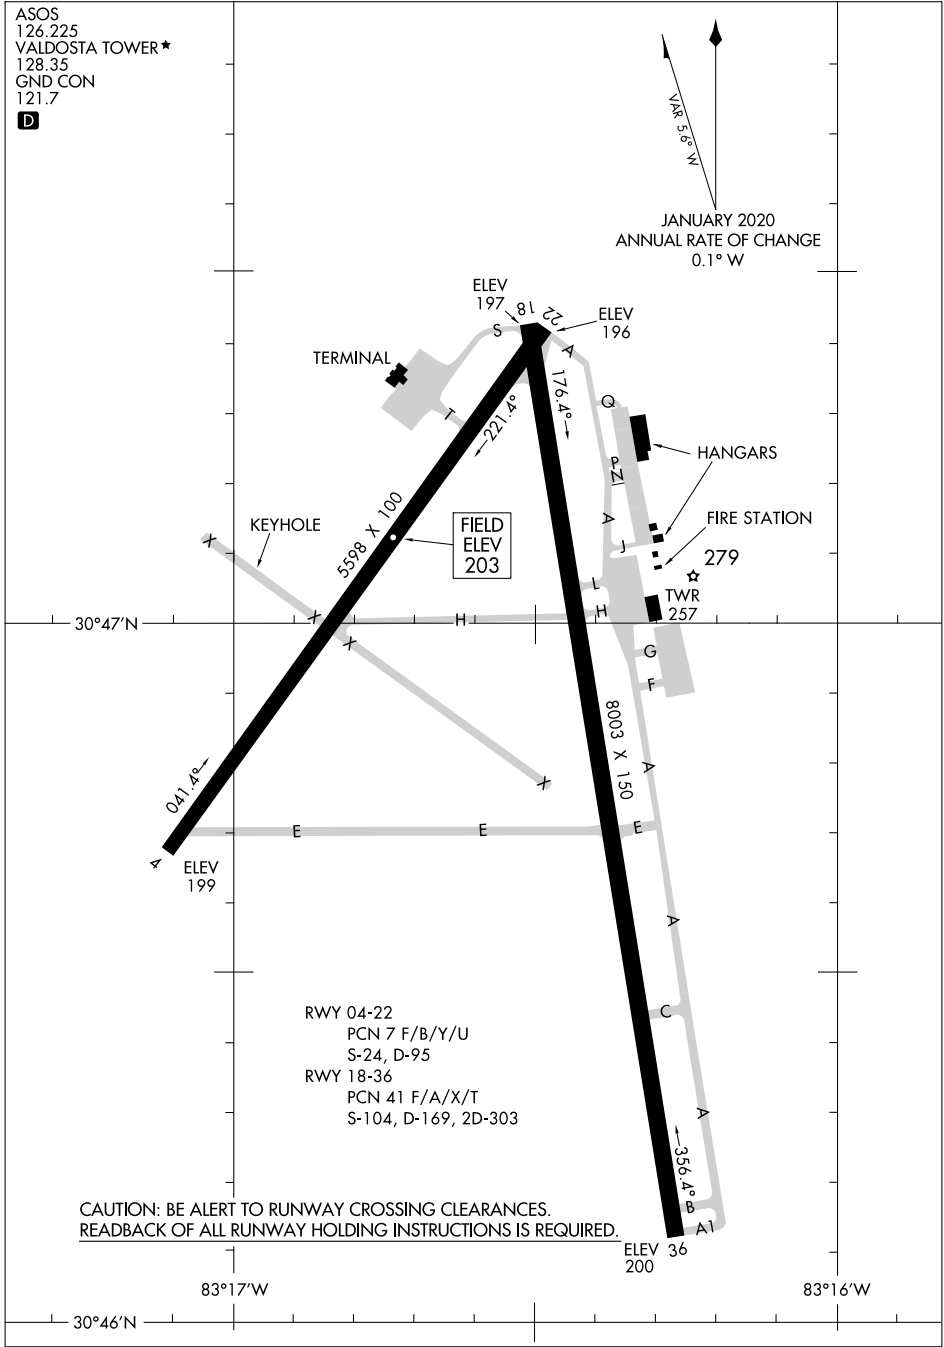 ASOS
126.225
VALDOSTA TOWER★
128.35
GND CON
121.7
D
VAR 5.6° W
JANUARY 2020
ANNUAL RATE OF CHANGE
0.1° W
ELEV
197
18
22
ELEV
196
S
A
TERMINAL
176.4°
221.4°
Q
T
HANGARS
P
N
5598 X 100
KEYHOLE
FIELD
ELEV
203
A
FIRE STATION
J
X
279
L
TWR
257
H
H
X
30°47'N
X
G
F
8003 X 150
A
041.4°
X
E
E
E
4
ELEV
199
A
RWY 04-22
PCN 7 F/B/Y/U
S-24, D-95
RWY 18-36
PCN 41 F/A/X/T
S-104, D-169, 2D-303
C
A
356.4°
B
A1
CAUTION: BE ALERT TO RUNWAY CROSSING CLEARANCES.
READBACK OF ALL RUNWAY HOLDING INSTRUCTIONS IS REQUIRED.
ELEV
200
36
83°17'W
83°16'W
30°46'N